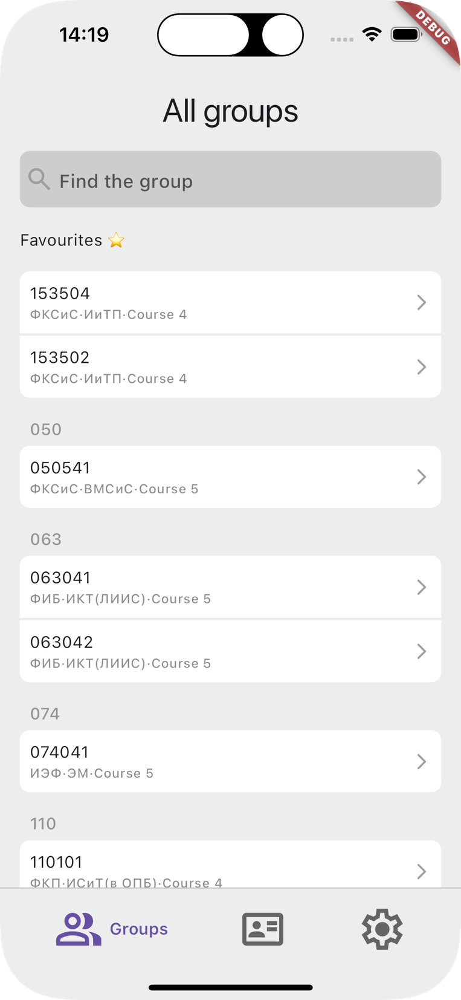 14:19
DEBUG
All groups
Find the group
Favourites ⭐
153504
ФКСиС·ИиТП·Course 4
153502
ФКСиС·ИиТП·Course 4
050
050541
ФКСиС·ВМСиС·Course 5
063
063041
ФИБ·ИКТ(ЛИИС)·Course 5
063042
ФИБ·ИКТ(ЛИИС)·Course 5
074
074041
ИЭФ·ЭМ·Course 5
110
110101
ФКП·ИСиТ(в ОПБ)·Course 4
Groups